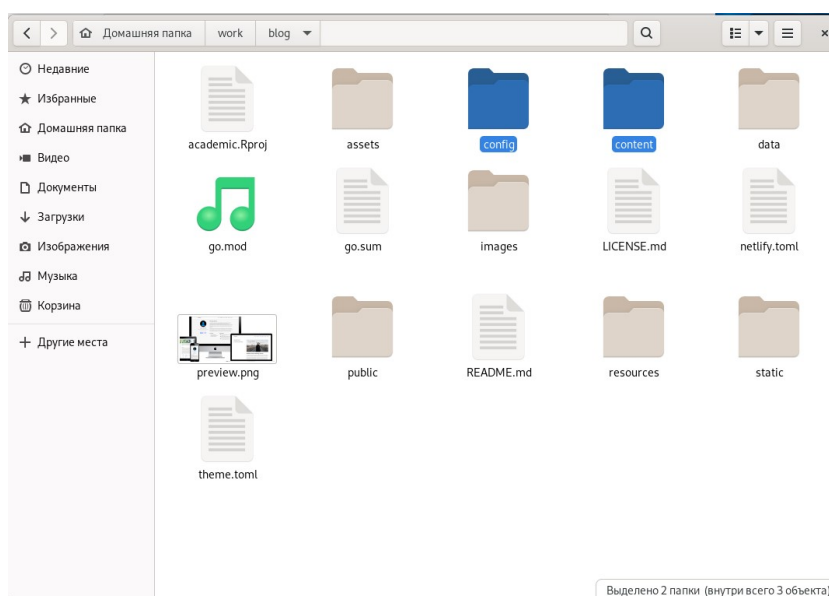 Домашняя папка work blog
Недавние
Избранные
Домашняя папка
Видео
Документы
Загрузки
Изображения
Музыка
Корзина
Другие места
academic.Rproj assets config content data
go.mod go.sum images LICENSE.md netlify.toml
preview.png public README.md resources static
theme.toml
Выделено 2 папки (внутри всего 3 объекта)